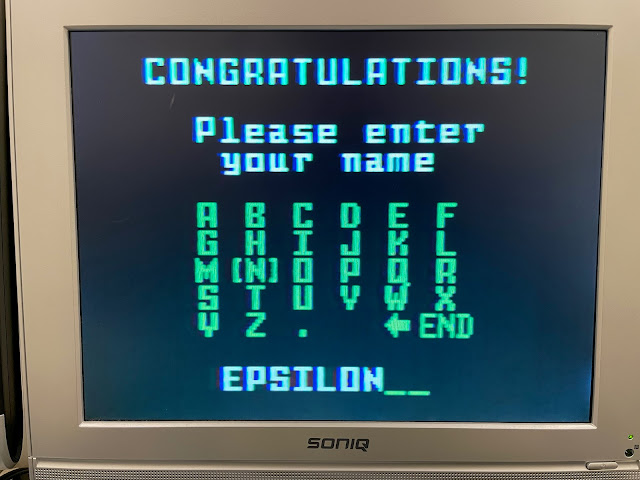 CONGRATULATIONS!
Please enter
your name
A B C D E F
G H I J K L
M (N) O P Q R
S T U V W X
Y Z . ← END
EPSILON__
SONIQ